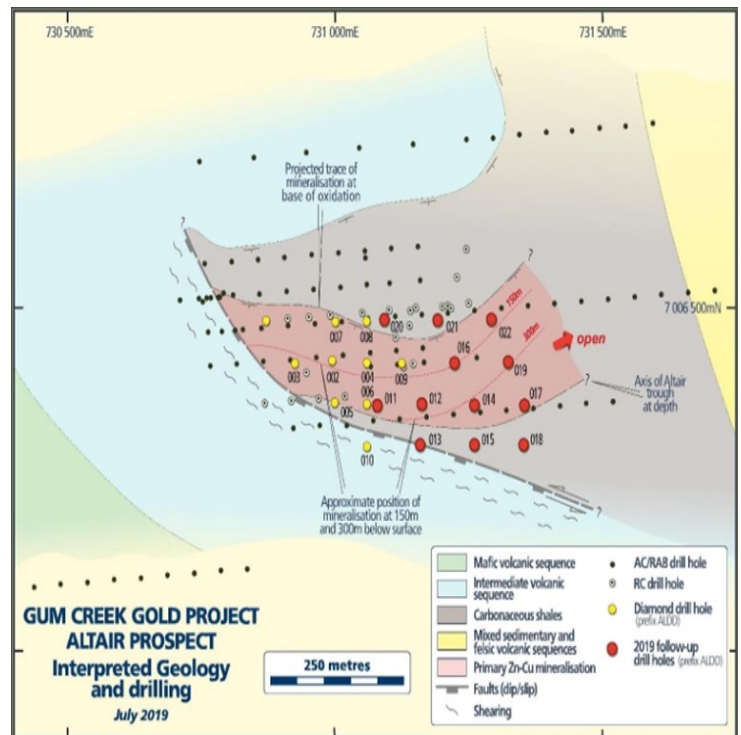 730 500mE
731 000mE
731 500mE
Projected trace of
mineralisation at
base of oxidation
?
?
150m
7 006 500mN
020
021
022
007
008
300m
open
016
003
002
004
009
019
Axis of Altair
trough
at depth
?
006
005
011
012
014
017
010
013
015
018
Approximate position of
mineralisation at 150m
and 300m below surface
?
GUM CREEK GOLD PROJECT
ALTAIR PROSPECT
Interpreted Geology
and drilling
July 2019
250 metres
Mafic volcanic sequence
Intermediate volcanic
sequence
Carbonaceous shales
Mixed sedimentary and
felsic volcanic sequences
Primary Zn-Cu mineralisation
Faults (dip/slip)
Shearing
AC/RAB drill hole
RC drill hole
Diamond drill hole
(prefix ALDD)
2019 follow-up
drill holes (prefix ALDD)